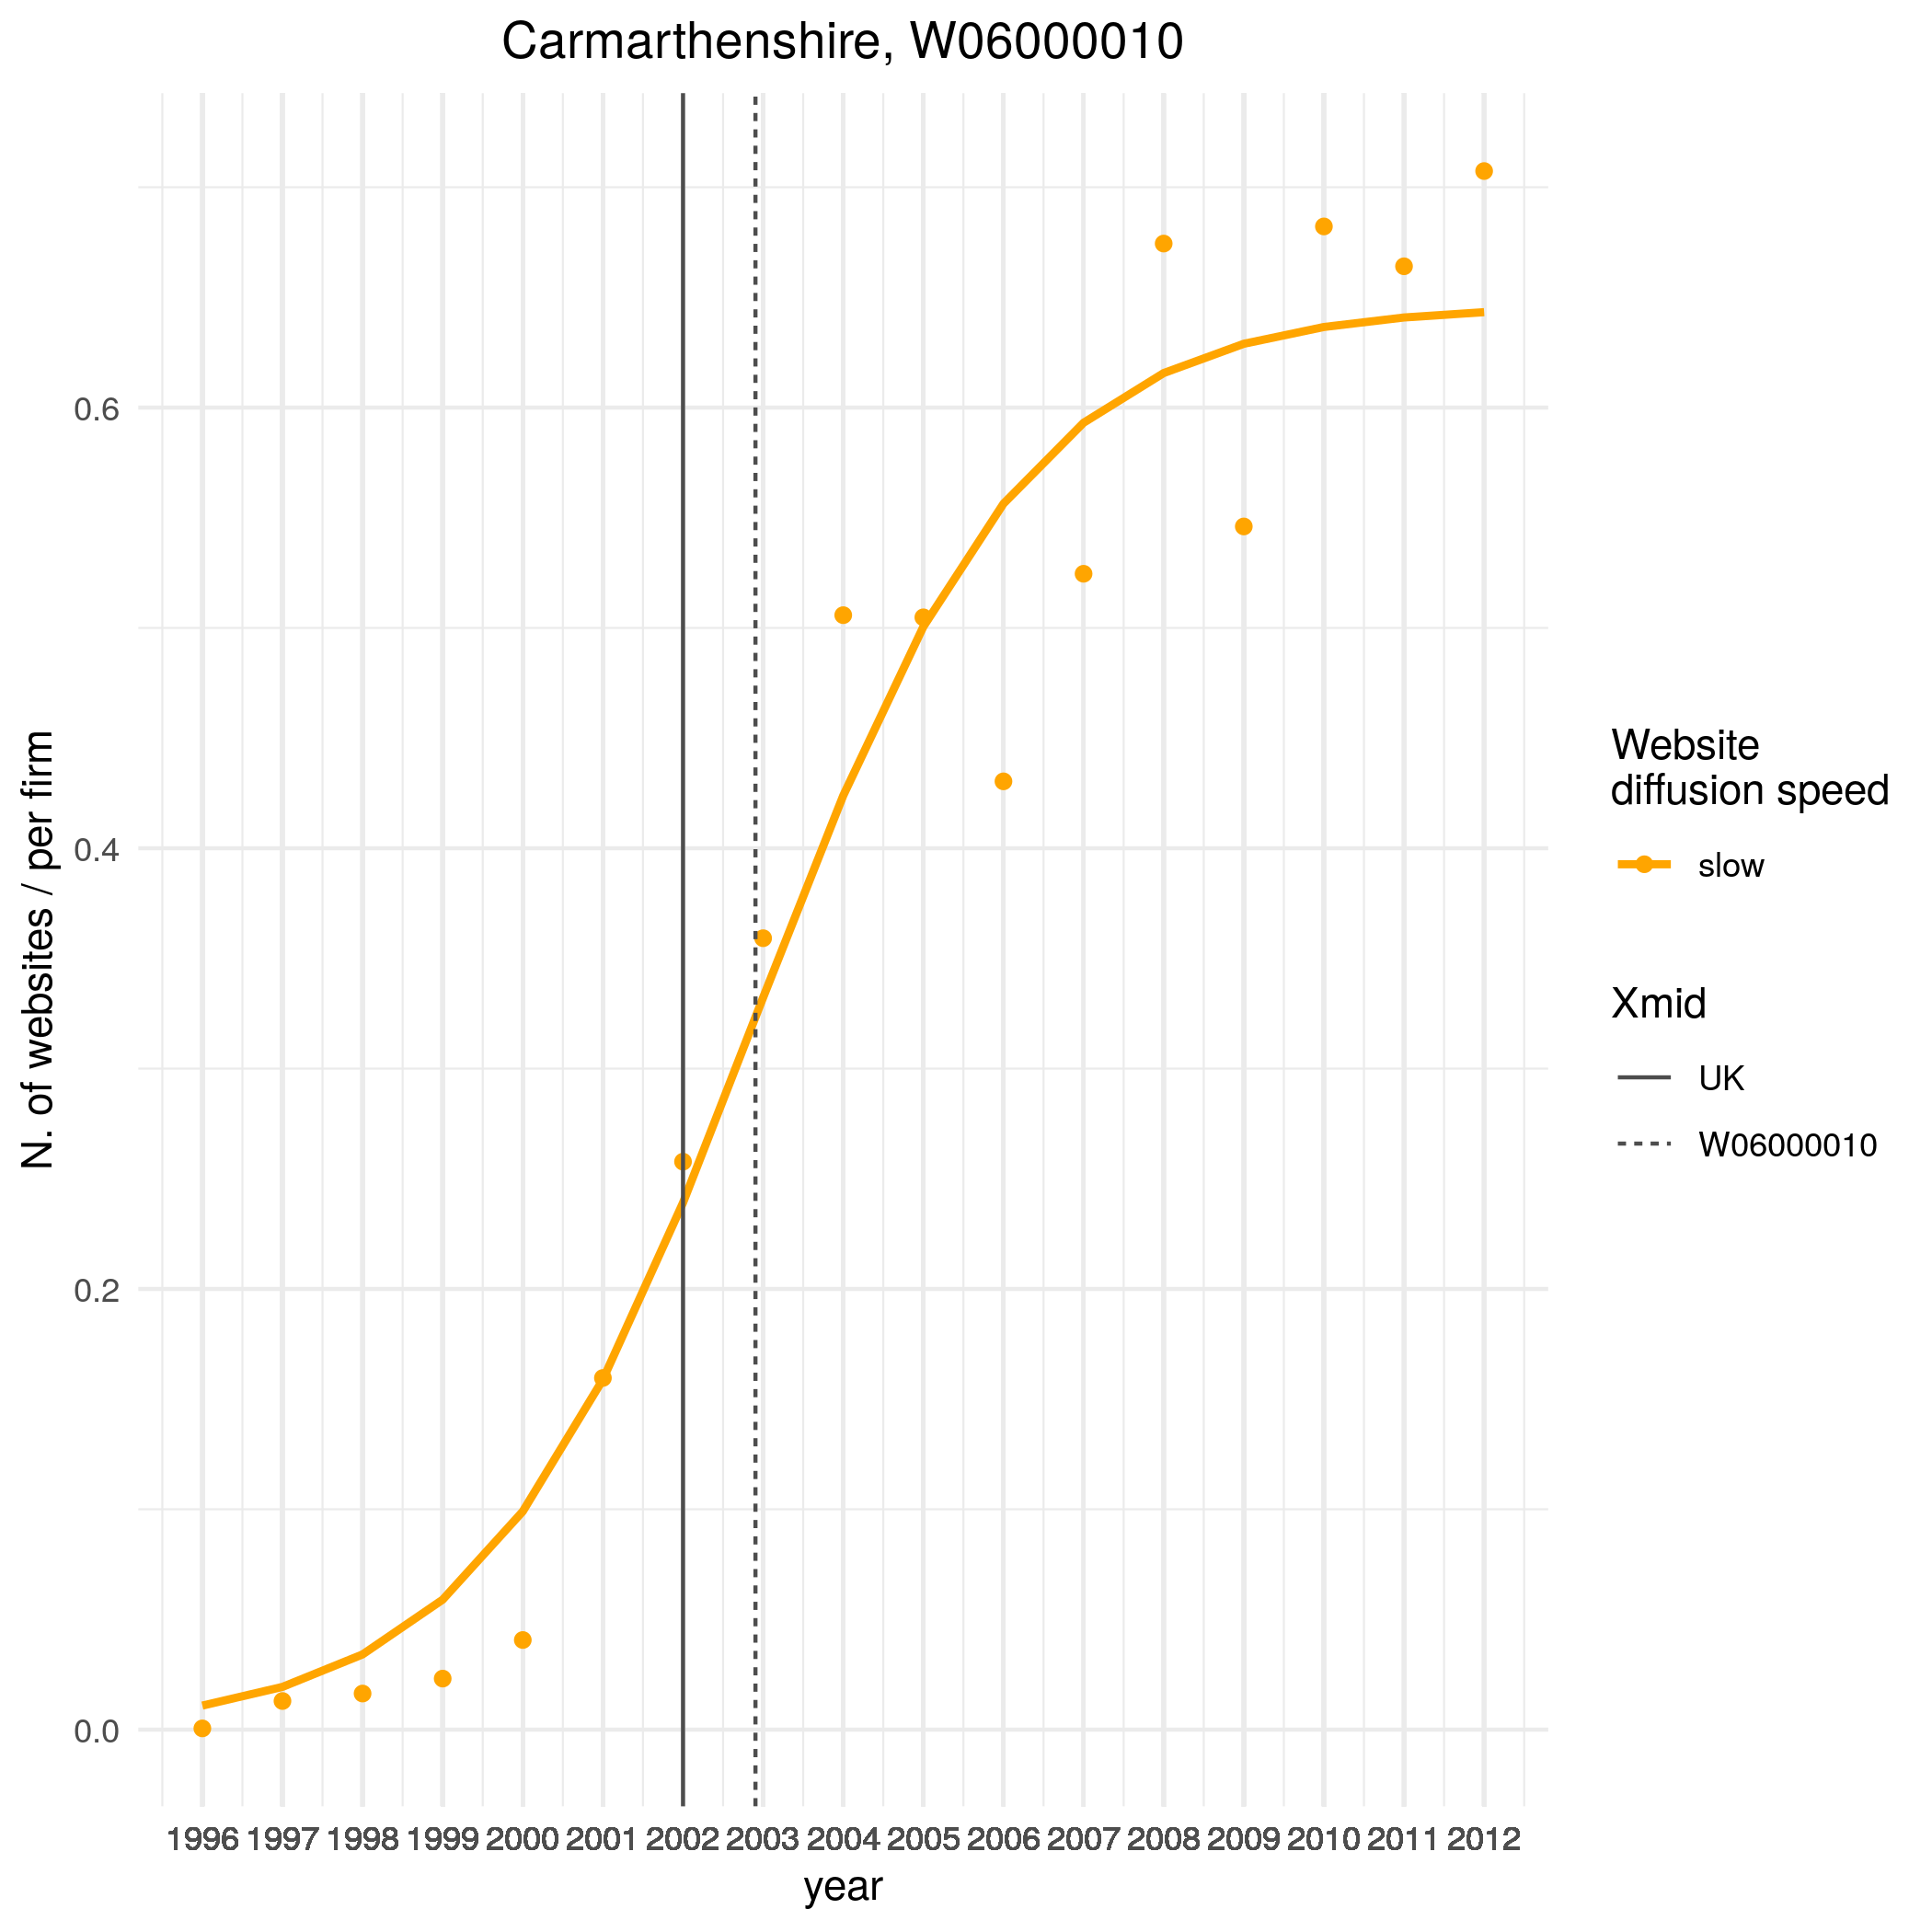 Carmarthenshire, W06000010
N. of websites / per firm
0.6
0.4
0.2
0.0
1996 1997 1998 1999 2000 2001 2002 2003 2004 2005 2006 2007 2008 2009 2010 2011 2012
year
Website
diffusion speed
slow
Xmid
UK
W06000010